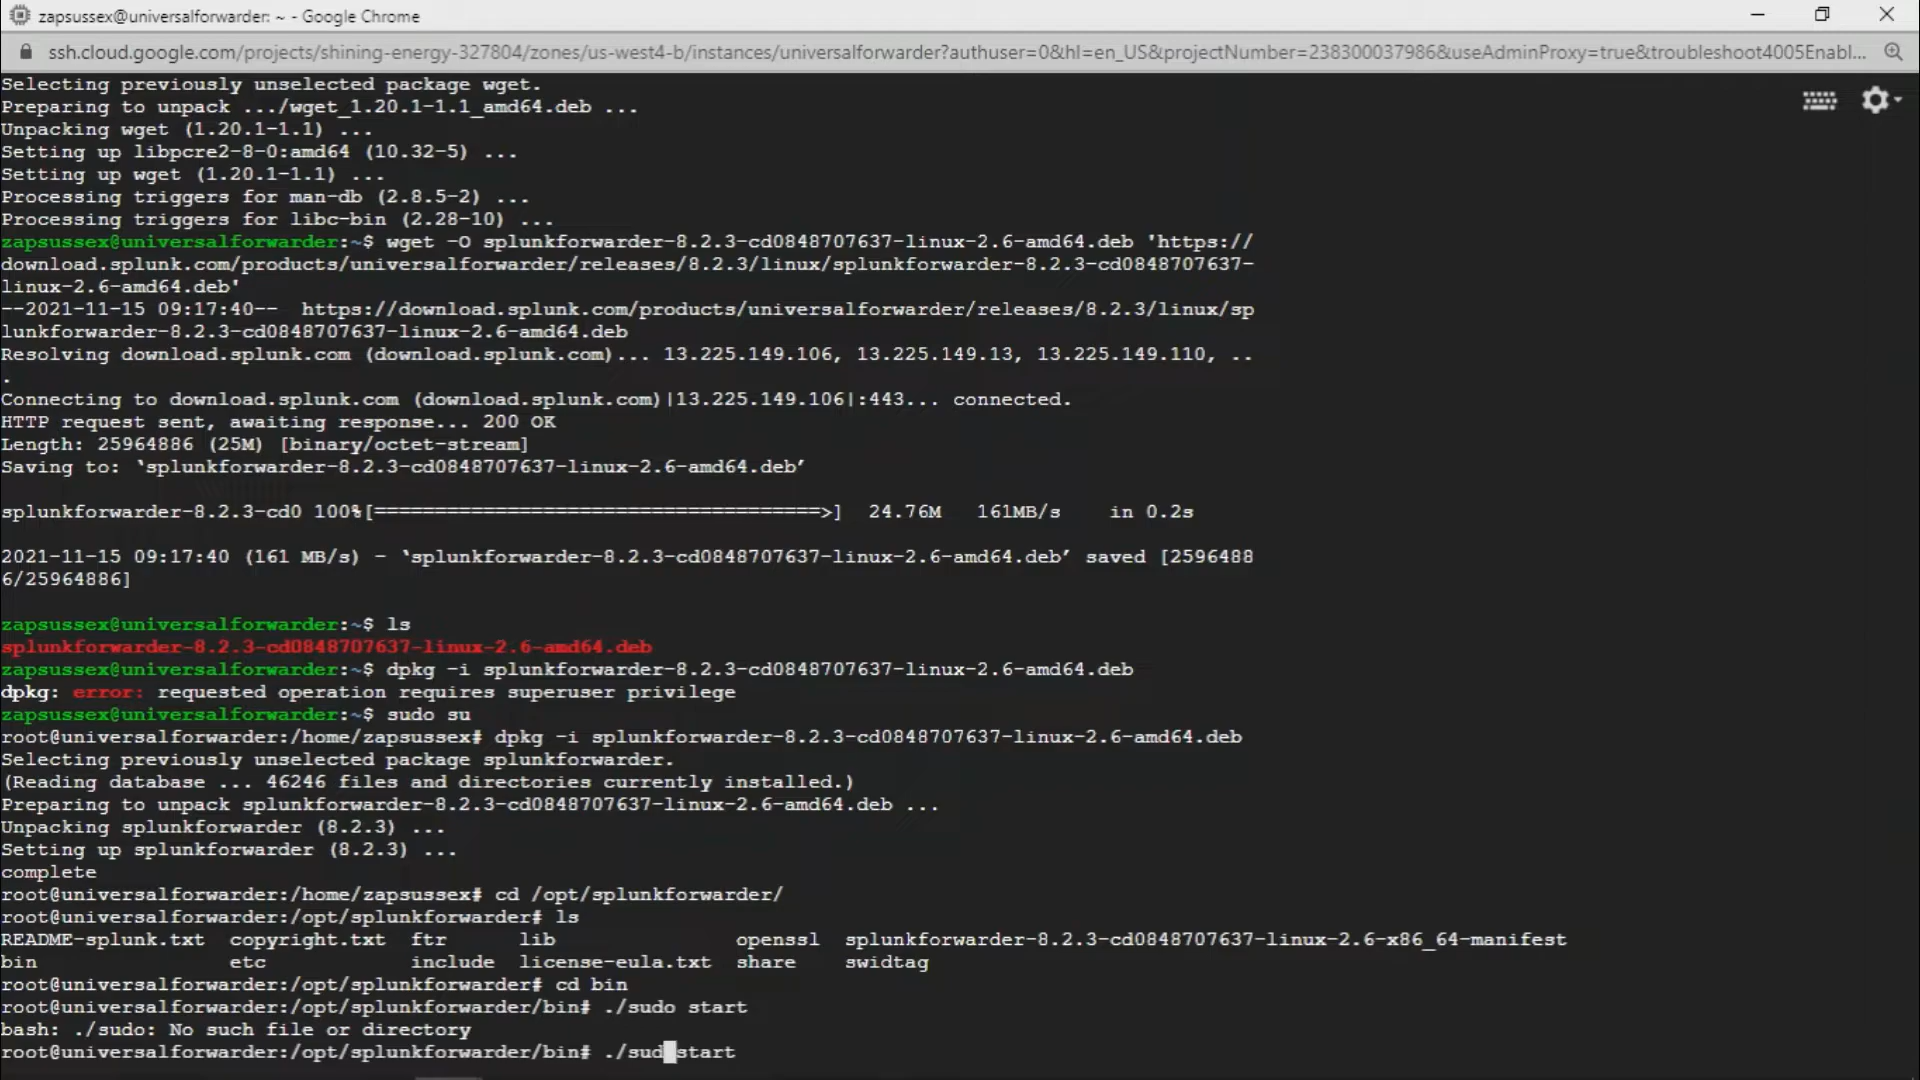 zapsussex@universalforwarder: ~ - Google Chrome
ssh.cloud.google.com/projects/shining-energy-327804/zones/us-west4-b/instances/universalforwarder?authuser=0&hl=en_US&projectNumber=238300037986&useAdminProxy=true&troubleshoot4005Enabl...
Selecting previously unselected package wget.
Preparing to unpack .../wget_1.20.1-1.1_amd64.deb ...
Unpacking wget (1.20.1-1.1) ...
Setting up libpcre2-8-0:amd64 (10.32-5) ...
Setting up wget (1.20.1-1.1) ...
Processing triggers for man-db (2.8.5-2) ...
Processing triggers for libc-bin (2.28-10) ...
zapsussex@universalforwarder:~$ wget -O splunkforwarder-8.2.3-cd0848707637-linux-2.6-amd64.deb 'https://
download.splunk.com/products/universalforwarder/releases/8.2.3/linux/splunkforwarder-8.2.3-cd0848707637-
linux-2.6-amd64.deb'
--2021-11-15 09:17:40--  https://download.splunk.com/products/universalforwarder/releases/8.2.3/linux/sp
lunkforwarder-8.2.3-cd0848707637-linux-2.6-amd64.deb
Resolving download.splunk.com (download.splunk.com)... 13.225.149.106, 13.225.149.13, 13.225.149.110, ..
.
Connecting to download.splunk.com (download.splunk.com)|13.225.149.106|:443... connected.
HTTP request sent, awaiting response... 200 OK
Length: 25964886 (25M) [binary/octet-stream]
Saving to: ‘splunkforwarder-8.2.3-cd0848707637-linux-2.6-amd64.deb’
splunkforwarder-8.2.3-cd0 100%[=====================================>]  24.76M   161MB/s    in 0.2s
2021-11-15 09:17:40 (161 MB/s) - ‘splunkforwarder-8.2.3-cd0848707637-linux-2.6-amd64.deb’ saved [2596488
6/25964886]
zapsussex@universalforwarder:~$ ls
splunkforwarder-8.2.3-cd0848707637-linux-2.6-amd64.deb
zapsussex@universalforwarder:~$ dpkg -i splunkforwarder-8.2.3-cd0848707637-linux-2.6-amd64.deb
dpkg: error: requested operation requires superuser privilege
zapsussex@universalforwarder:~$ sudo su
root@universalforwarder:/home/zapsussex# dpkg -i splunkforwarder-8.2.3-cd0848707637-linux-2.6-amd64.deb
Selecting previously unselected package splunkforwarder.
(Reading database ... 46246 files and directories currently installed.)
Preparing to unpack splunkforwarder-8.2.3-cd0848707637-linux-2.6-amd64.deb ...
Unpacking splunkforwarder (8.2.3) ...
Setting up splunkforwarder (8.2.3) ...
complete
root@universalforwarder:/home/zapsussex# cd /opt/splunkforwarder/
root@universalforwarder:/opt/splunkforwarder# ls
README-splunk.txt  copyright.txt  ftr      lib              openssl  splunkforwarder-8.2.3-cd0848707637-linux-2.6-x86_64-manifest
bin                etc            include  license-eula.txt  share    swidtag
root@universalforwarder:/opt/splunkforwarder# cd bin
root@universalforwarder:/opt/splunkforwarder/bin# ./sudo start
bash: ./sudo: No such file or directory
root@universalforwarder:/opt/splunkforwarder/bin# ./sud start